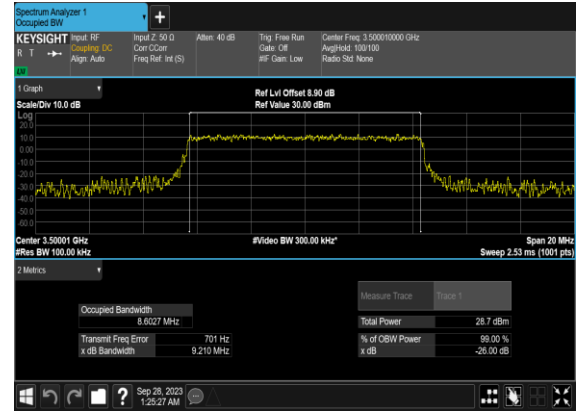 Spectrum Analyzer 1
Occupied BW
+
KEYSIGHT Input: RF Input Z: 50 Ω Atten: 40 dB Trig: Free Run Center Freq: 3.500010000 GHz
R T Coupling: DC Corr CCorr Gate: Off Avg|Hold: 100/100
Align: Auto Freq Ref: Int (S) #IF Gain: Low Radio Std: None
LV
1 Graph
Ref Lvl Offset 8.90 dB
Scale/Div 10.0 dB Ref Value 30.00 dBm
Log
20.0
10.0
0.00
-10.0
-20.0
-30.0
-40.0
-50.0
-60.0
Center 3.50001 GHz #Video BW 300.00 kHz* Span 20 MHz
#Res BW 100.00 kHz Sweep 2.53 ms (1001 pts)
2 Metrics
Measure Trace Trace 1
Occupied Bandwidth
8.6027 MHz Total Power 28.7 dBm
Transmit Freq Error 701 Hz % of OBW Power 99.00 %
x dB Bandwidth 9.210 MHz x dB -26.00 dB
? Sep 28, 2023
1:25:27 AM